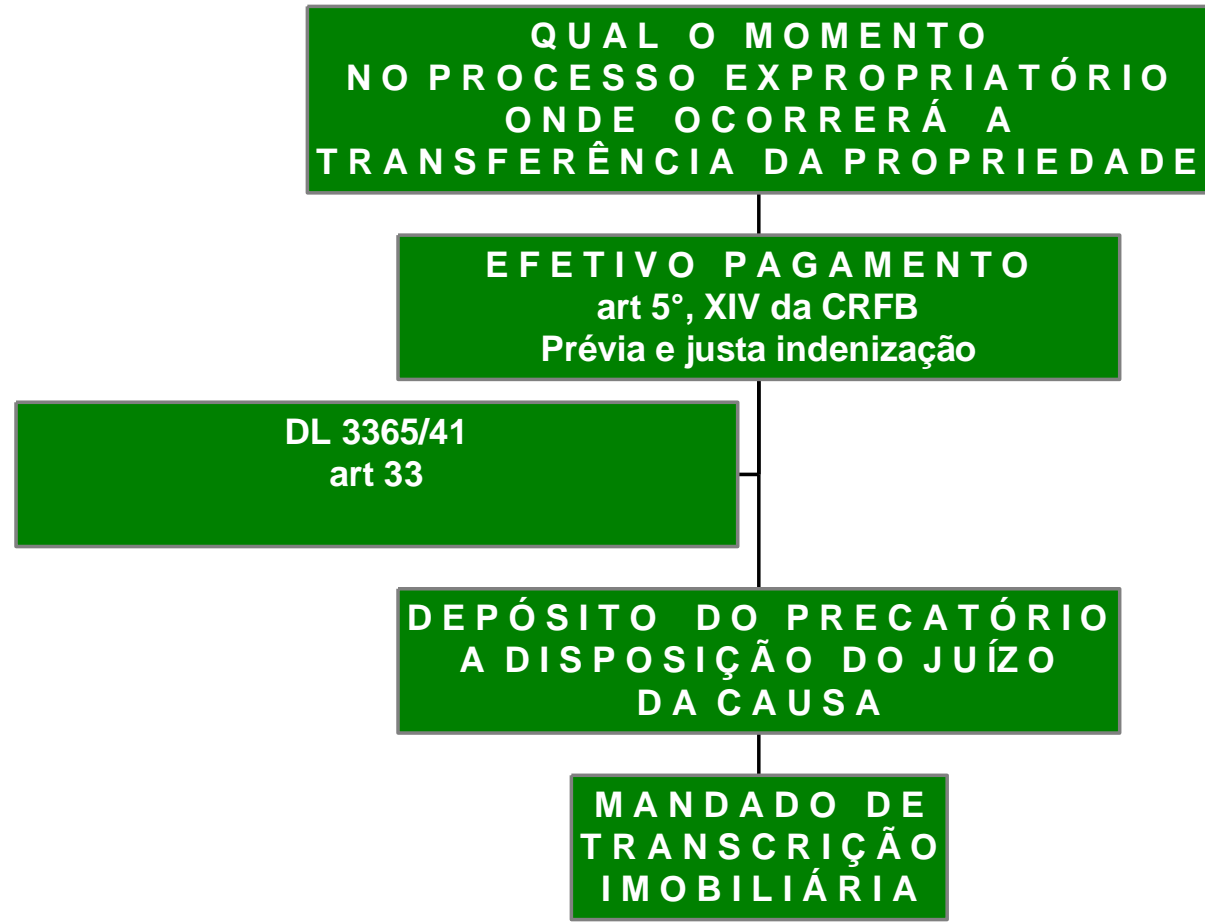 QUAL O MOMENTO
NO PROCESSO EXPROPRIATÓRIO
ONDE OCORRERÁ A
TRANSFERÊNCIA DA PROPRIEDADE
EFETIVO PAGAMENTO
art 5°, XIV da CRFB
Prévia e justa indenização
DL 3365/41
art 33
DEPÓSITO DO PRECATÓRIO
A DISPOSIÇÃO DO JUÍZO
DA CAUSA
MANDADO DE
TRANSCRIÇÃO
IMOBILIÁRIA